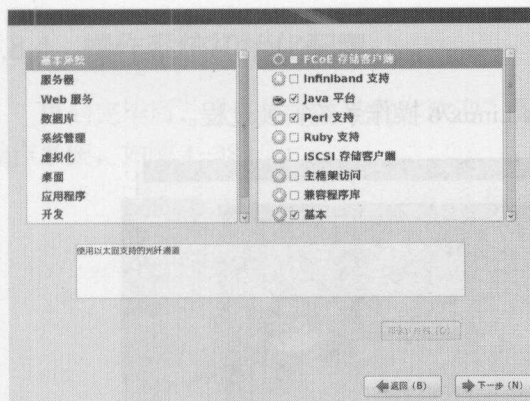 基本系统
服务器
Web 服务
数据库
系统管理
虚拟化
桌面
应用程序
开发
FCoE 存储客户端
Infiniband 支持
Java 平台
Perl 支持
Ruby 支持
iSCSI 存储客户端
主框架访问
兼容程序库
基本
使用以太网支持的光纤通道
返回 (B)
下一步 (N)